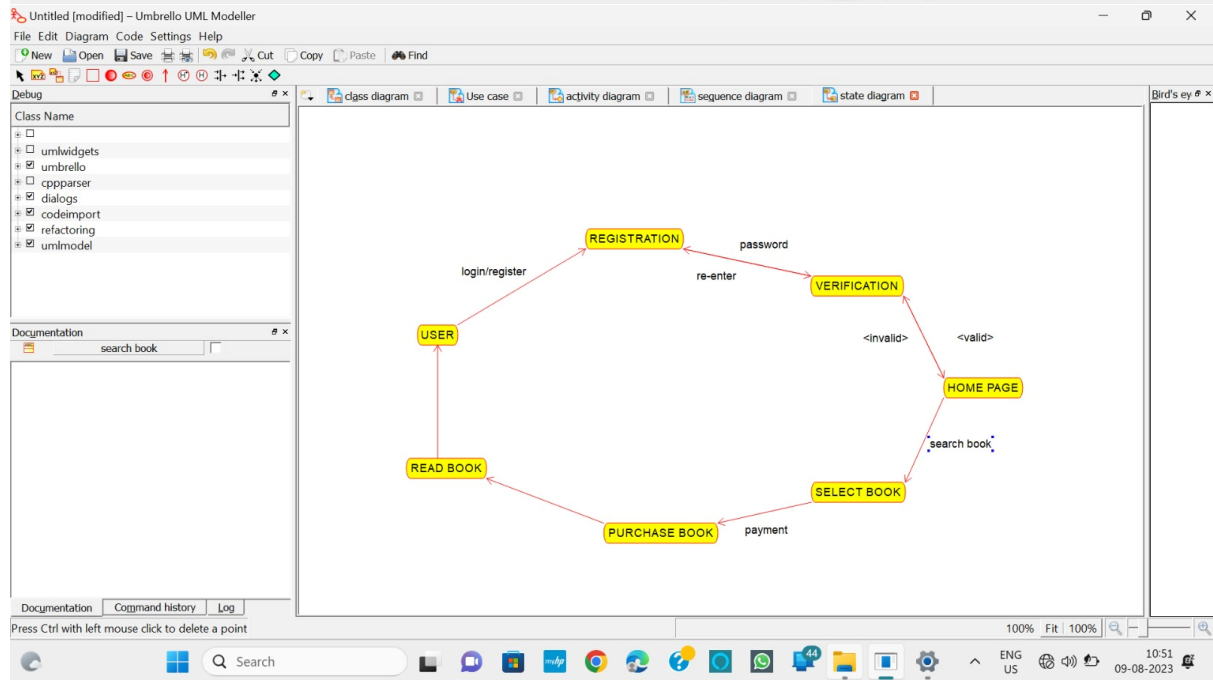 Untitled [modified] – Umbrello UML Modeller
File Edit Diagram Code Settings Help
New Open Save Cut Copy Paste Find
Debug
class diagram Use case activity diagram sequence diagram state diagram
Bird's ey
Class Name
umlwidgets
umbrello
cppparser
dialogs
codeimport
refactoring
umlmodel
REGISTRATION
password
login/register
re-enter
VERIFICATION
Documentation
search book
USER
<invalid>
<valid>
HOME PAGE
search book
READ BOOK
SELECT BOOK
PURCHASE BOOK
payment
Documentation Command history Log
Press Ctrl with left mouse click to delete a point
100% Fit 100%
Search
myhp
44
ENG
US
10:51
09-08-2023